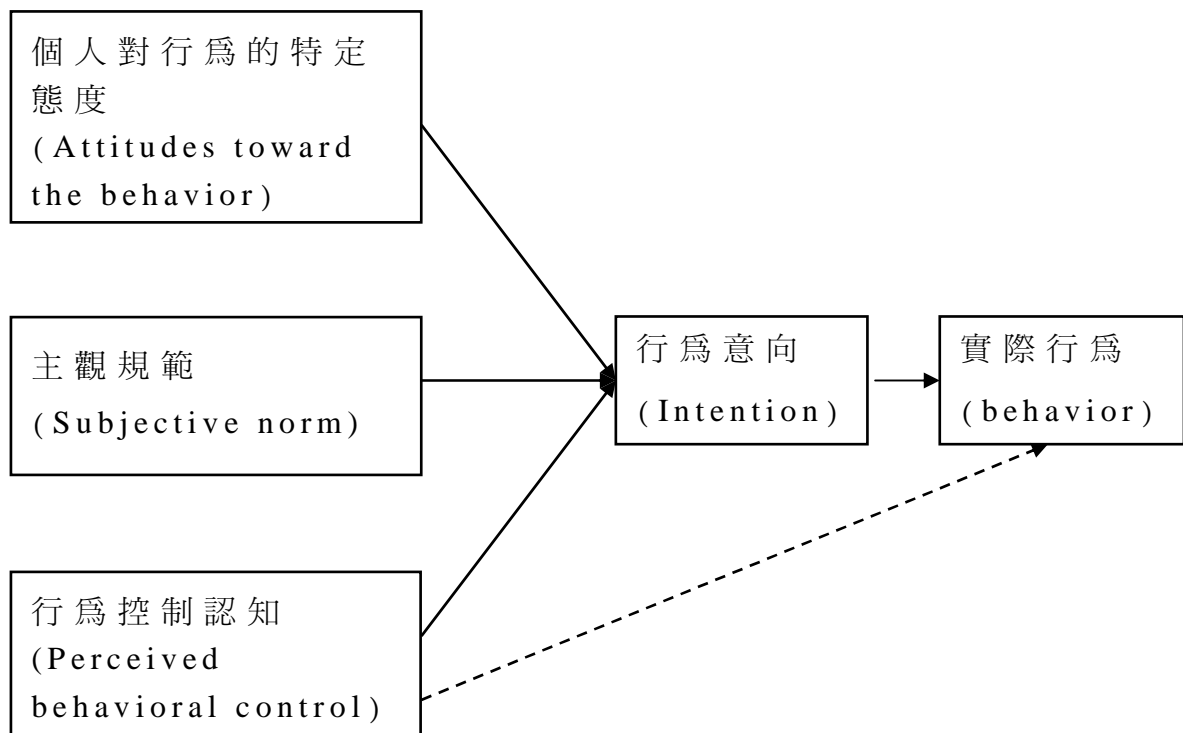 個人對行爲的特定
態度
(Attitudes toward
the behavior)
主觀規範
(Subjective norm)
行爲意向
(Intention)
實際行爲
(behavior)
行爲控制認知
(Perceived
behavioral control)